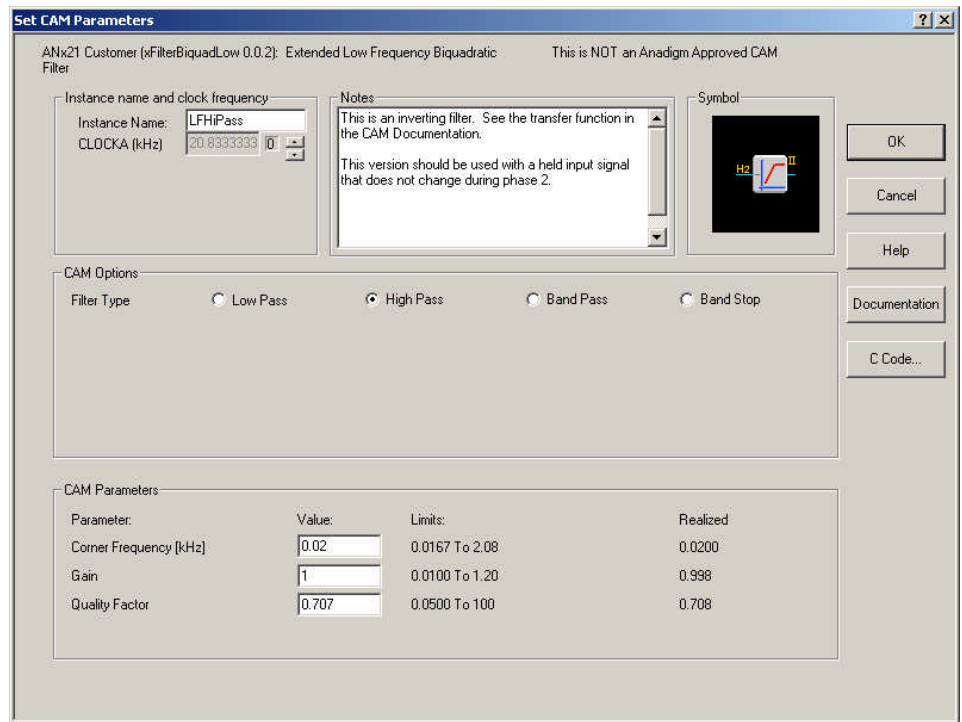 Set CAM Parameters
? ×
ANx21 Customer (xFilterBiquadLow 0.0.2): Extended Low Frequency Biquadratic
Filter
This is NOT an Anadigm Approved CAM
Instance name and clock frequency
Instance Name: LFHiPass
CLOCKA (kHz) 20.8333333 0
Notes
This is an inverting filter. See the transfer function in
the CAM Documentation.
This version should be used with a held input signal
that does not change during phase 2.
Symbol
H2 II
OK
Cancel
Help
Documentation
C Code...
CAM Options
Filter Type Low Pass High Pass Band Pass Band Stop
CAM Parameters
Parameter: Value: Limits: Realized
Corner Frequency [kHz] 0.02 0.0167 To 2.08 0.0200
Gain 1 0.0100 To 1.20 0.998
Quality Factor 0.707 0.0500 To 100 0.708